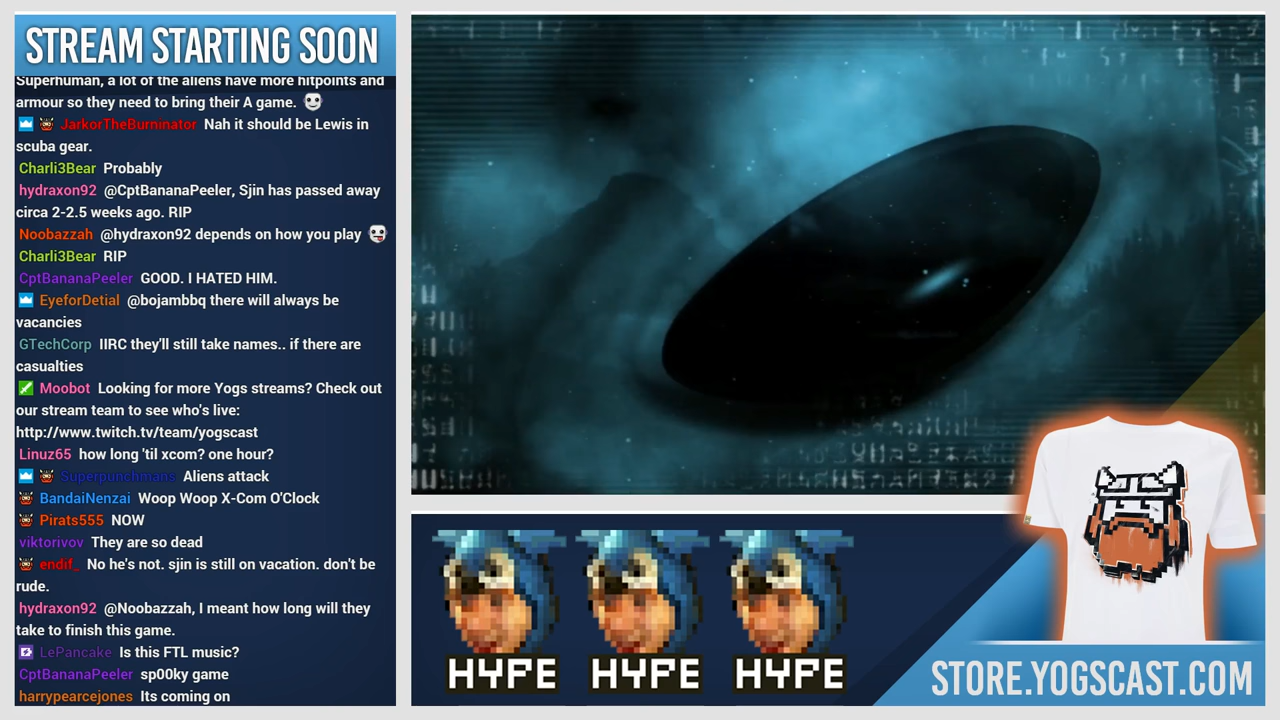 STREAM STARTING SOON
Superhuman, a lot of the aliens have more hitpoints and
armour so they need to bring their A game.
JarkorTheBurninator Nah it should be Lewis in
scuba gear.
Charli3Bear Probably
hydraxon92 @CptBananaPeeler, Sjin has passed away
circa 2-2.5 weeks ago. RIP
Noobazzah @hydraxon92 depends on how you play
Charli3Bear RIP
CptBananaPeeler GOOD. I HATED HIM.
EyeforDetial @bojambbq there will always be
vacancies
GTechCorp IIRC they'll still take names.. if there are
casualties
Moobot Looking for more Yogs streams? Check out
our stream team to see who's live:
http://www.twitch.tv/team/yogscast
Linuz65 how long 'til xcom? one hour?
Superpunchmans Aliens attack
BandaiNenzai Woop Woop X-Com O'Clock
Pirats555 NOW
viktorivov They are so dead
endif_ No he's not. sjin is still on vacation. don't be
rude.
hydraxon92 @Noobazzah, I meant how long will they
take to finish this game.
LePancake Is this FTL music?
CptBananaPeeler sp00ky game
harrypearcejones Its coming on
HYPE HYPE HYPE
STORE.YOGSCAST.COM